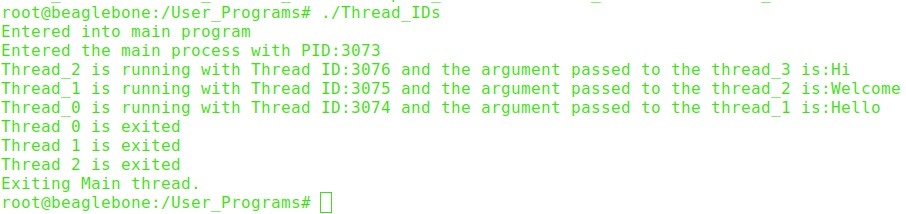 root@beaglebone:/User_Programs# ./Thread_IDs
Entered into main program
Entered the main process with PID:3073
Thread_2 is running with Thread ID:3076 and the argument passed to the thread_3 is:Hi
Thread_1 is running with Thread ID:3075 and the argument passed to the thread_2 is:Welcome
Thread_0 is running with Thread ID:3074 and the argument passed to the thread_1 is:Hello
Thread 0 is exited
Thread 1 is exited
Thread 2 is exited
Exiting Main thread.
root@beaglebone:/User_Programs#